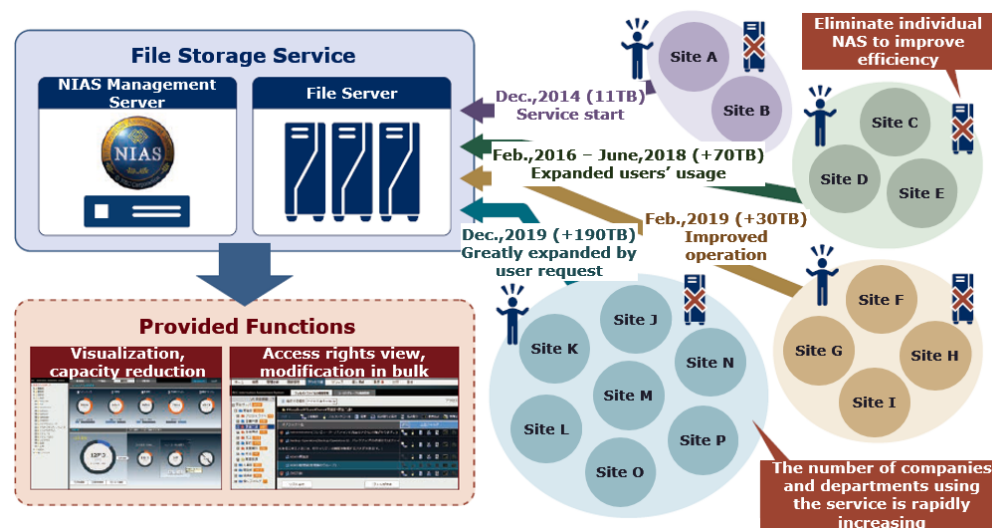 File Storage Service
NIAS Management
Server
NIAS
File Server
Dec.,2014 (11TB)
Service start
Feb.,2016 – June,2018 (+70TB)
Expanded users' usage
Feb.,2019 (+30TB)
Improved
operation
Dec.,2019 (+190TB)
Greatly expanded by
user request
Site A
Site B
Eliminate individual
NAS to improve
efficiency
Site C
Site D
Site E
Site F
Site G
Site H
Site I
Site J
Site K
Site N
Site M
Site L
Site P
Site O
The number of companies
and departments using
the service is rapidly
increasing
Provided Functions
Visualization,
capacity reduction
Access rights view,
modification in bulk